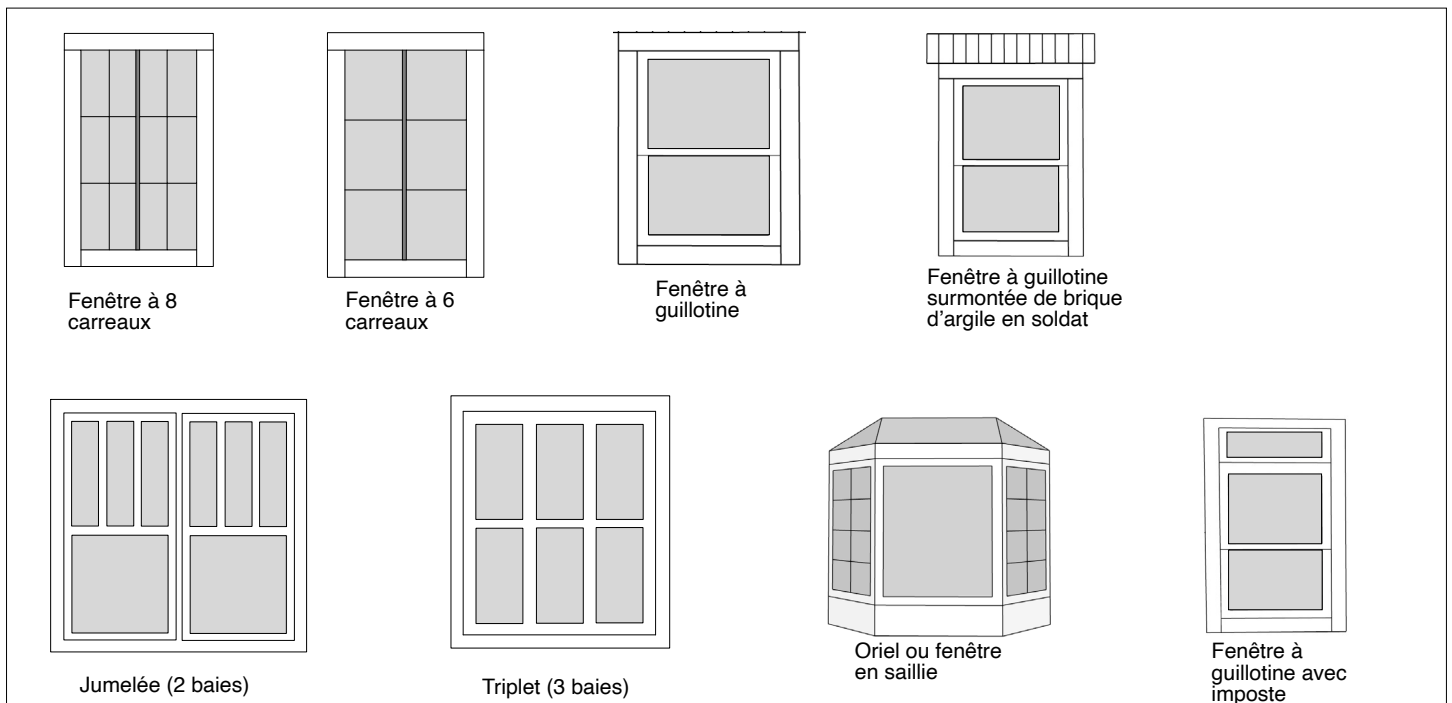 Fenêtre à 8
carreaux
Fenêtre à 6
carreaux
Fenêtre à
guillotine
Fenêtre à guillotine
surmontée de brique
d'argile en soldat
Jumelée (2 baies)
Triplet (3 baies)
Oriel ou fenêtre
en saillie
Fenêtre à
guillotine avec
imposte